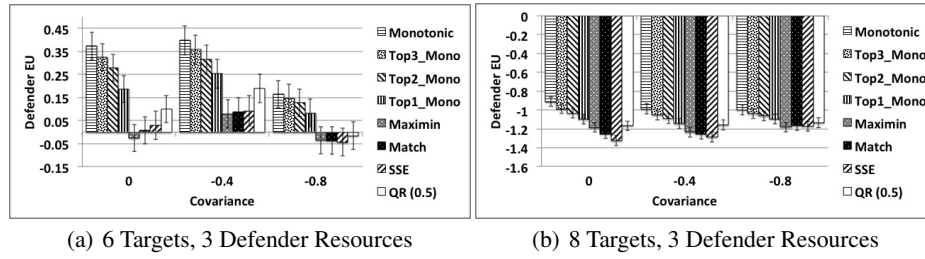 0.45
0.35
0.25
0.15
0.05
-0.05
-0.15
Defender EU
0
-0.4
-0.8
Covariance
Monotonic
Top3_Mono
Top2_Mono
Top1_Mono
Maximin
Match
SSE
QR (0.5)
(a) 6 Targets, 3 Defender Resources
0
-0.2
-0.4
-0.6
-0.8
-1
-1.2
-1.4
-1.6
Defender EU
0
-0.4
-0.8
Covariance
Monotonic
Top3_Mono
Top2_Mono
Top1_Mono
Maximin
Match
SSE
QR (0.5)
(b) 8 Targets, 3 Defender Resources